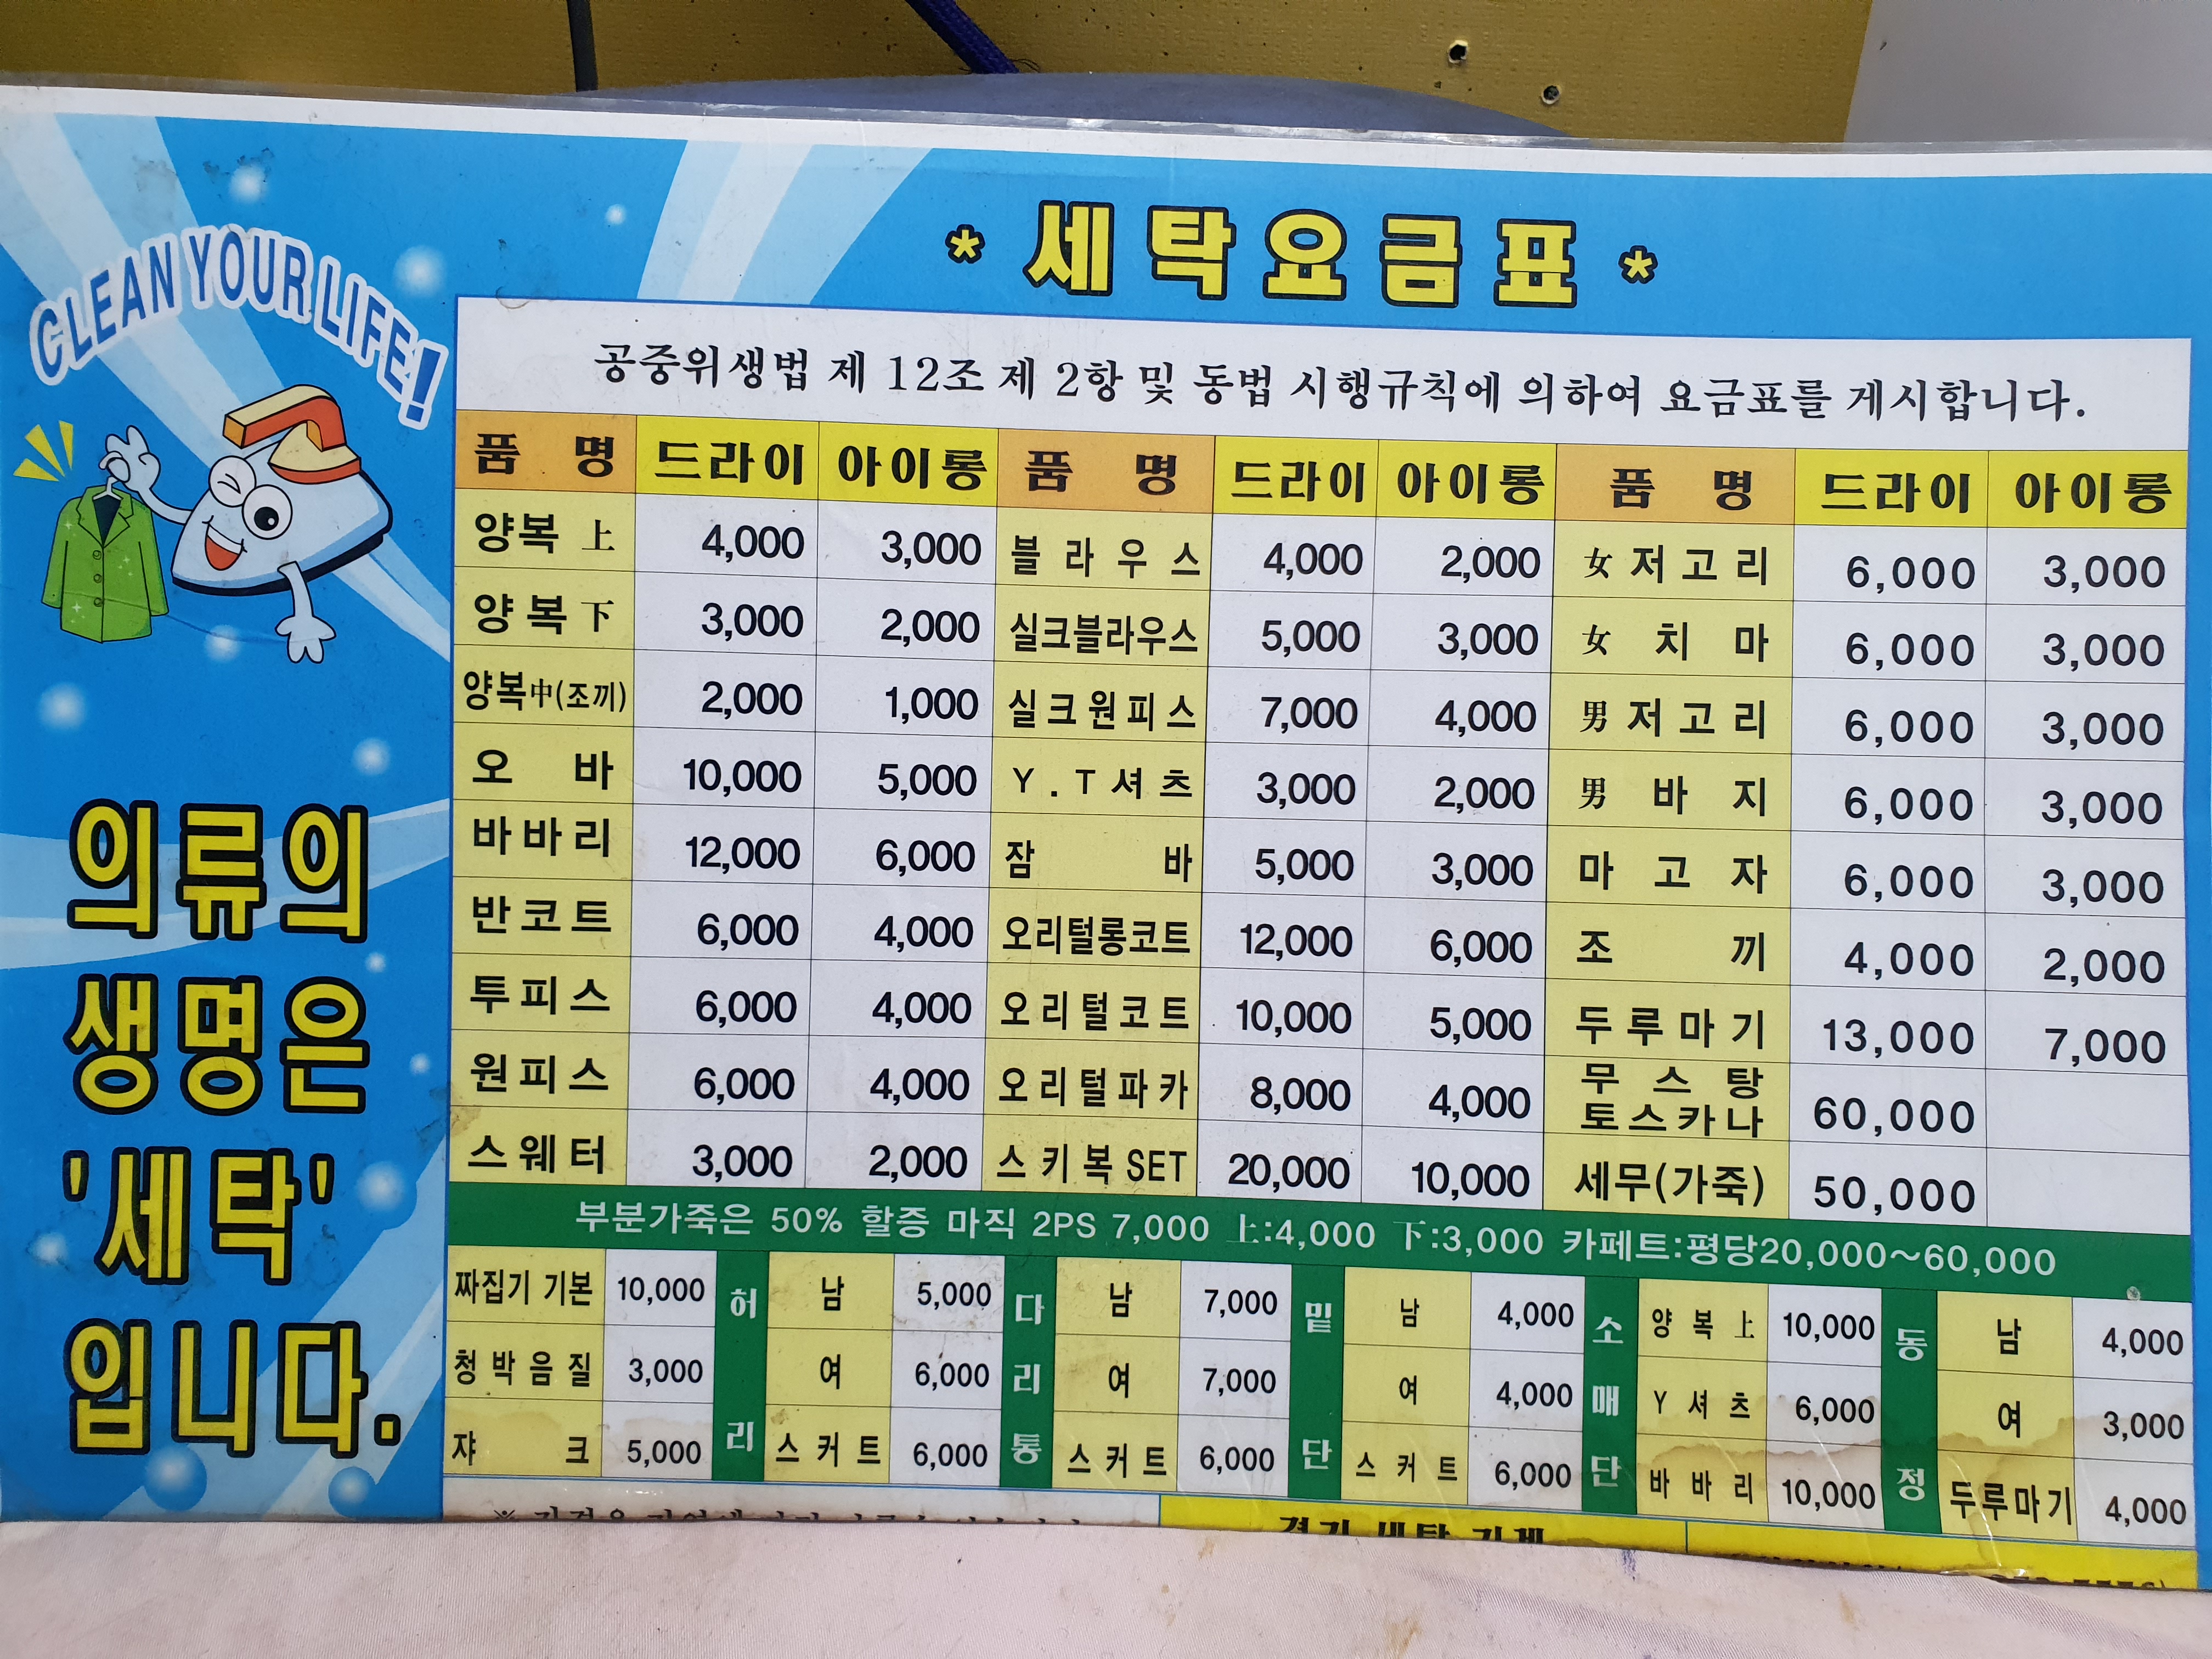 CLEAN YOUR LIFE!
의류의
생명은
'세탁'
입니다.
* 세탁요금표 *
공중위생법 제 12조 제 2항 및 동법 시행규칙에 의하여 요금표를 게시합니다.
품 명 드라이 아이롱 품 명 드라이 아이롱 품 명 드라이 아이롱
양복 上 4,000 3,000 블라우스 4,000 2,000 女 저고리 6,000 3,000
양복 下 3,000 2,000 실크블라우스 5,000 3,000 女 치 마 6,000 3,000
양복中(조끼) 2,000 1,000 실크원피스 7,000 4,000 男 저고리 6,000 3,000
오 바 10,000 5,000 Y.T셔츠 3,000 2,000 男 바 지 6,000 3,000
바바리 12,000 6,000 잠 바 5,000 3,000 마 고 자 6,000 3,000
반코트 6,000 4,000 오리털롱코트 12,000 6,000 조 끼 4,000 2,000
투피스 6,000 4,000 오리털코트 10,000 5,000 두루마기 13,000 7,000
원피스 6,000 4,000 오리털파카 8,000 4,000 무 스 탕 토스카나 60,000
스웨터 3,000 2,000 스키복 SET 20,000 10,000 세무(가죽) 50,000
부분가죽은 50% 할증 마직 2PS 7,000 上:4,000 下:3,000 카페트:평당20,000~60,000
짜집기 기본 10,000 허리 남 5,000 다리통 남 7,000 밑단 남 4,000 소매단 양복上 10,000 동정 남 4,000
청박음질 3,000 여 6,000 여 7,000 여 4,000 Y셔츠 6,000 여 3,000
쟈 크 5,000 스커트 6,000 스커트 6,000 스커트 6,000 바바리 10,000 두루마기 4,000